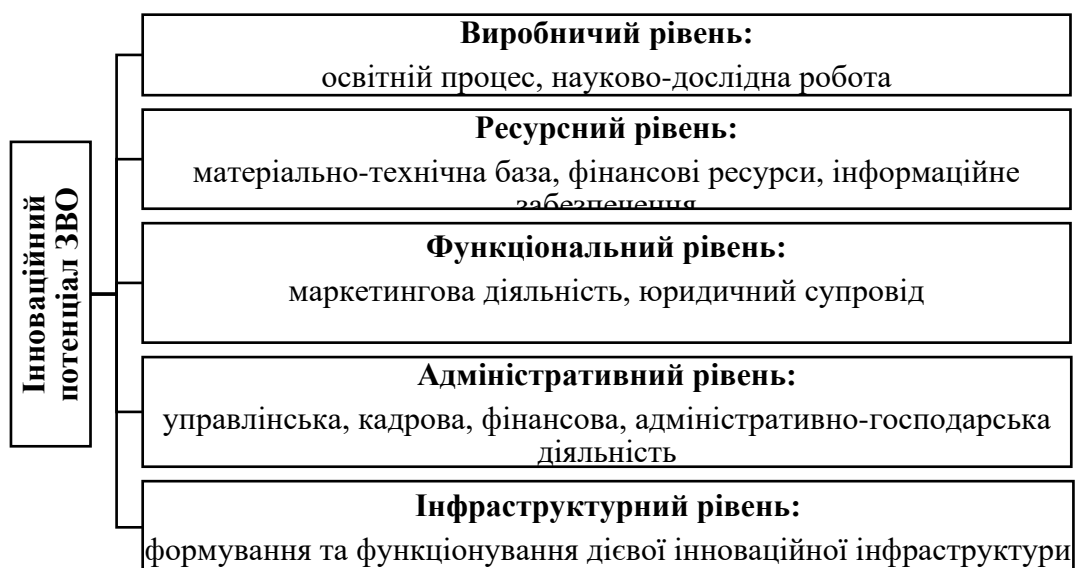 Інноваційний
потенціал ЗВО
Виробничий рівень:
освітній процес, науково-дослідна робота
Ресурсний рівень:
матеріально-технічна база, фінансові ресурси, інформаційне
забезпечення
Функціональний рівень:
маркетингова діяльність, юридичний супровід
Адміністративний рівень:
управлінська, кадрова, фінансова, адміністративно-господарська
діяльність
Інфраструктурний рівень:
формування та функціонування дієвої інноваційної інфраструктури